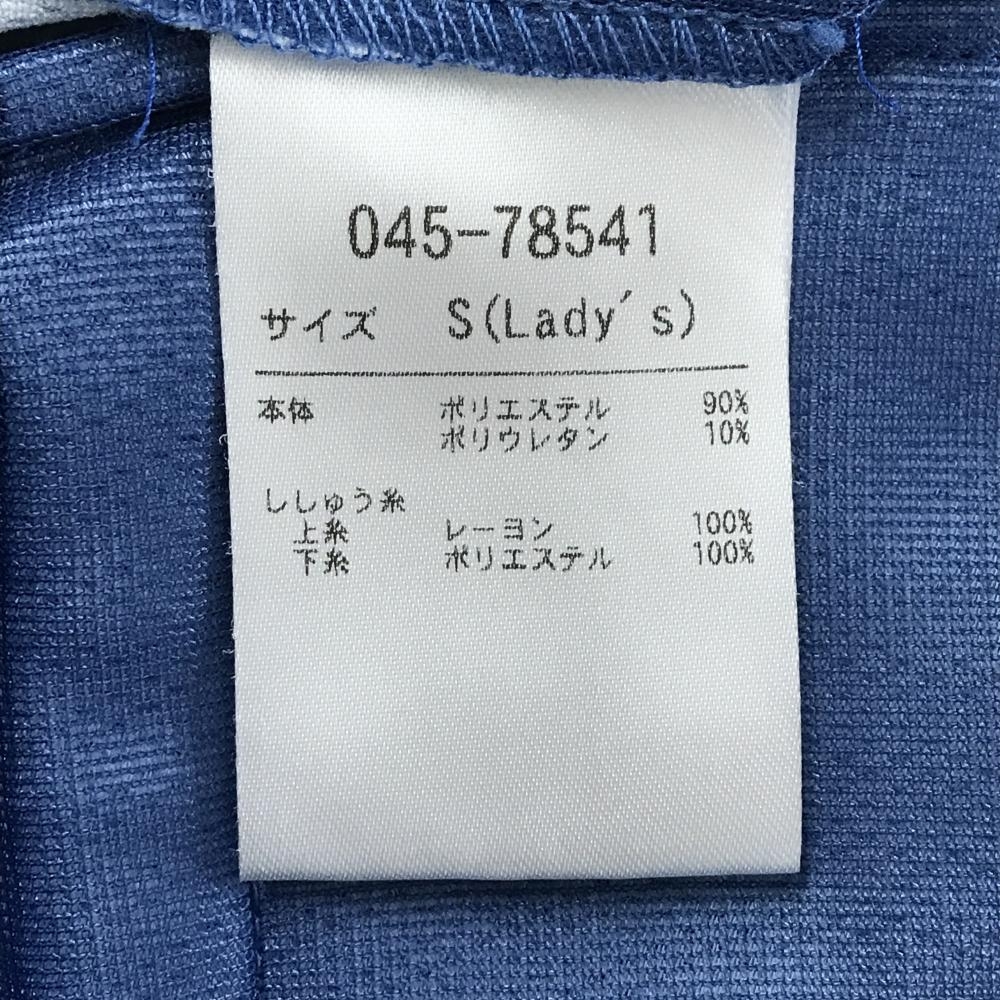 045-78541
サイズ S(Lady's)
本体 ポリエステル 90%
ポリウレタン 10%
ししゅう糸
上糸 レーヨン 100%
下糸 ポリエステル 100%